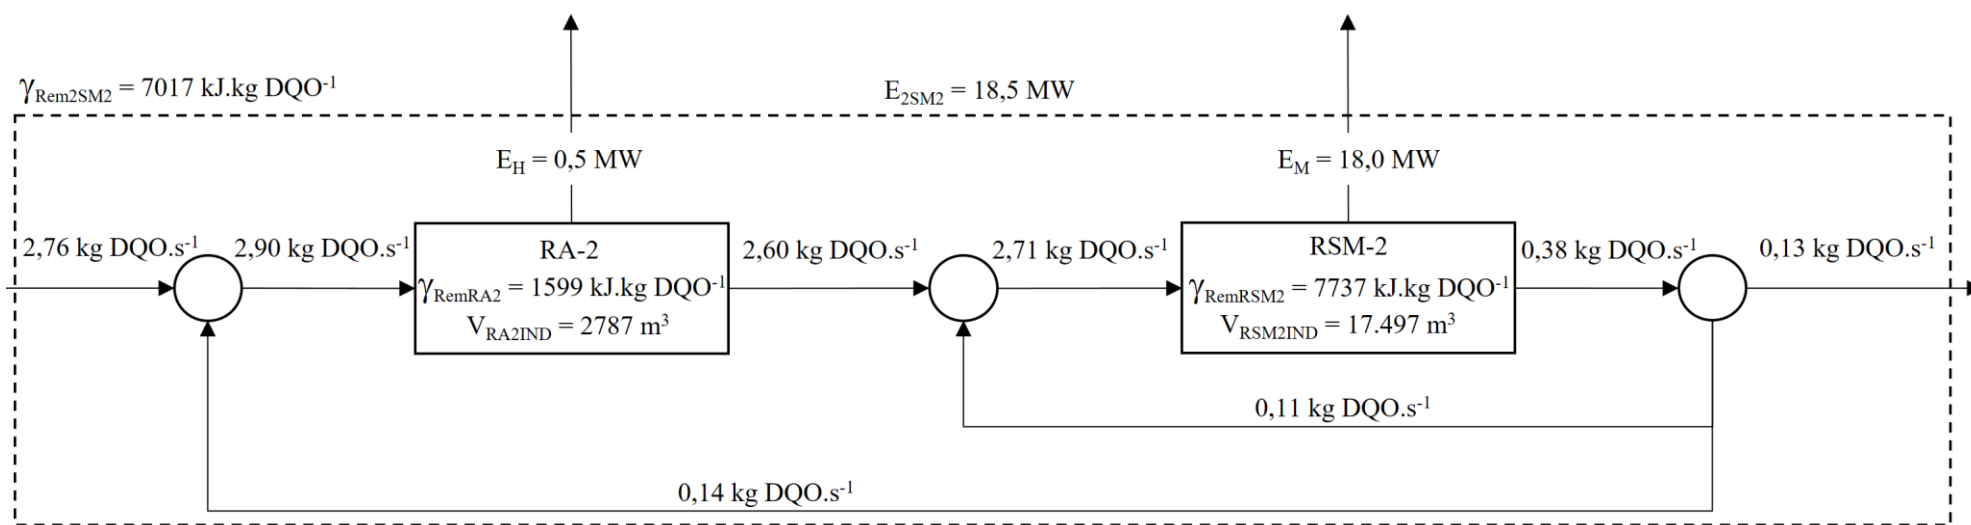 γRem2SM2 = 7017 kJ.kg DQO⁻¹
E2SM2 = 18,5 MW
EH = 0,5 MW
EM = 18,0 MW
2,76 kg DQO.s⁻¹
2,90 kg DQO.s⁻¹
RA-2
γRemRA2 = 1599 kJ.kg DQO⁻¹
VRA2IND = 2787 m³
2,60 kg DQO.s⁻¹
2,71 kg DQO.s⁻¹
RSM-2
γRemRSM2 = 7737 kJ.kg DQO⁻¹
VRSM2IND = 17.497 m³
0,38 kg DQO.s⁻¹
0,13 kg DQO.s⁻¹
0,11 kg DQO.s⁻¹
0,14 kg DQO.s⁻¹